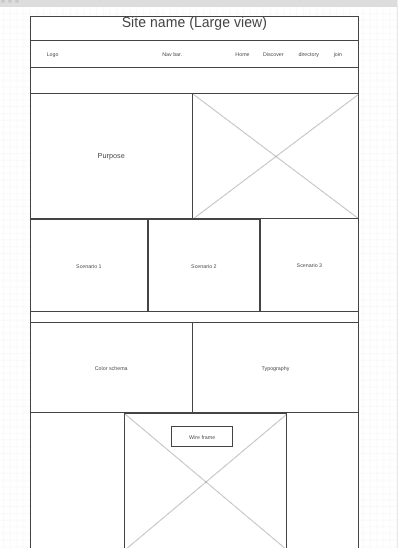 Site name (Large view)
Logo Nav bar. Home Discover directory join
Purpose
Scenario 1 Scenario 2 Scenario 3
Color schema Typography
Wire frame